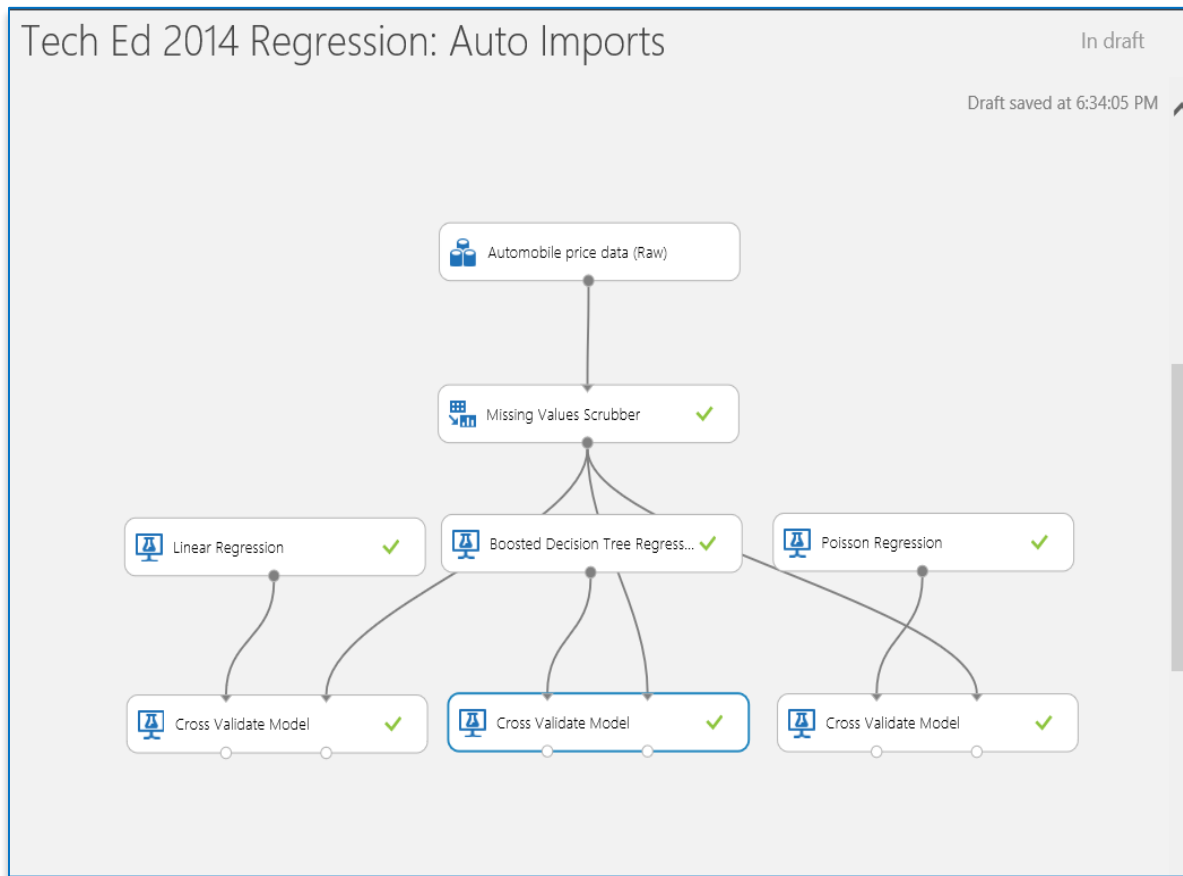 Tech Ed 2014 Regression: Auto Imports
In draft
Draft saved at 6:34:05 PM
Automobile price data (Raw)
Missing Values Scrubber
Linear Regression
Boosted Decision Tree Regress...
Poisson Regression
Cross Validate Model
Cross Validate Model
Cross Validate Model